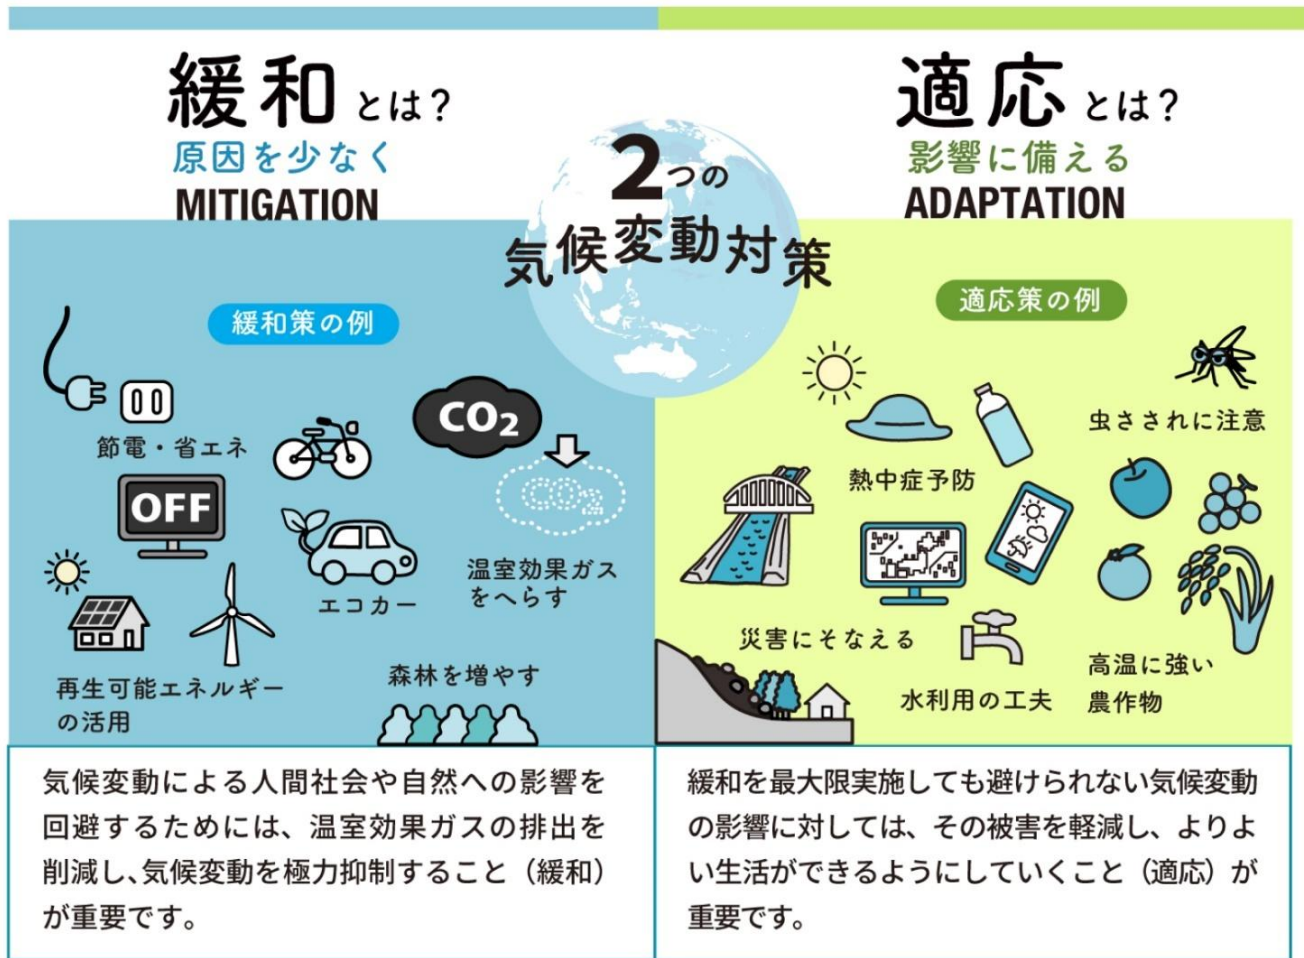 緩和とは？
原因を少なく
MITIGATION
2つの
気候変動対策
適応とは？
影響に備える
ADAPTATION
緩和策の例
節電・省エネ
OFF
CO₂
CO₂
エコカー
温室効果ガス
をへらす
再生可能エネルギー
の活用
森林を増やす
適応策の例
虫さされに注意
熱中症予防
災害にそなえる
水利用の工夫
高温に強い
農作物
気候変動による人間社会や自然への影響を
回避するためには、温室効果ガスの排出を
削減し、気候変動を極力抑制すること（緩和）
が重要です。
緩和を最大限実施しても避けられない気候変動
の影響に対しては、その被害を軽減し、よりよ
い生活ができるようにしていくこと（適応）が
重要です。